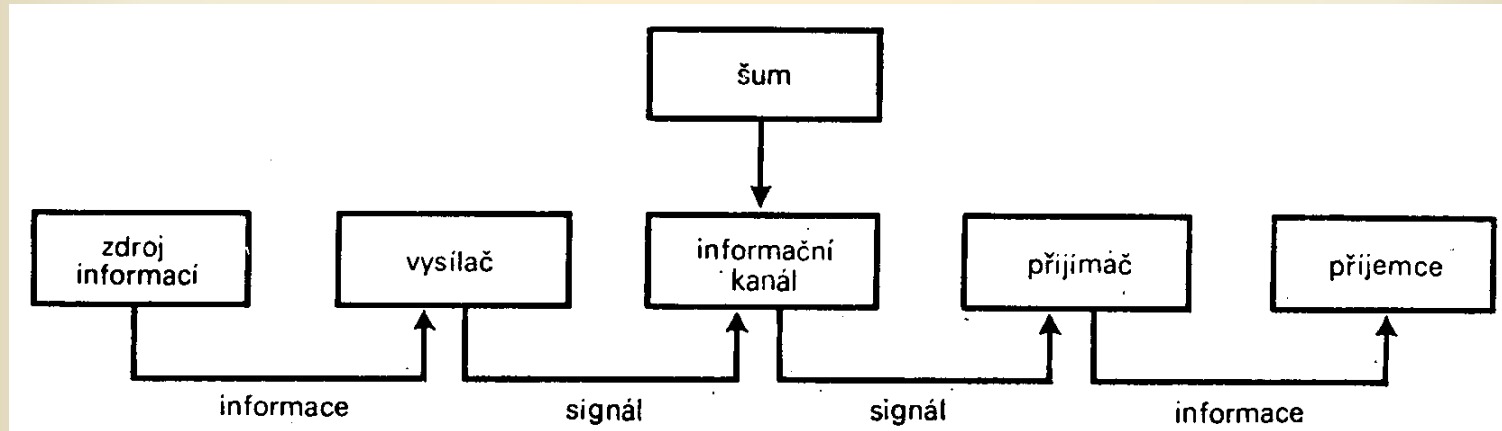 šum
zdroj
informací
vysílač
informační
kanál
přijímač
příjemce
informace
signál
signál
informace